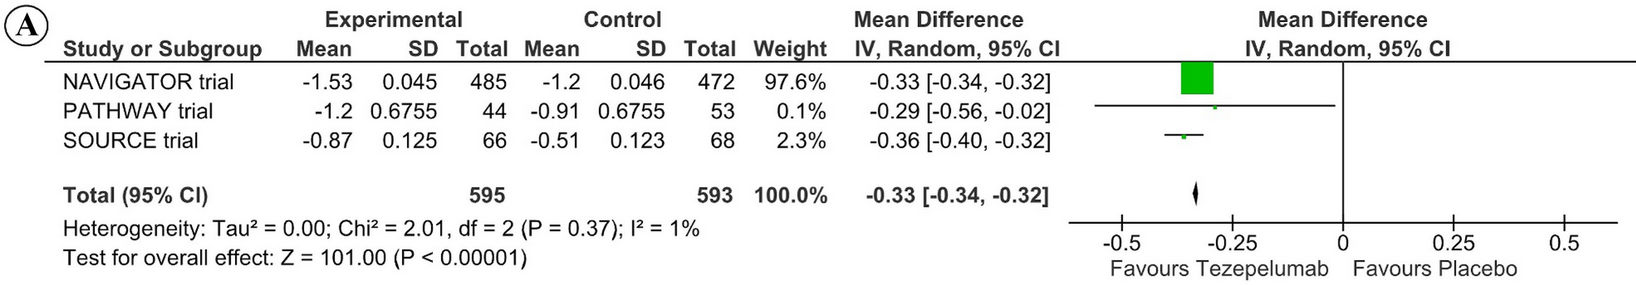 A
Experimental Control Mean Difference Mean Difference
Study or Subgroup Mean SD Total Mean SD Total Weight IV, Random, 95% CI IV, Random, 95% CI
NAVIGATOR trial -1.53 0.045 485 -1.2 0.046 472 97.6% -0.33 [-0.34, -0.32]
PATHWAY trial -1.2 0.6755 44 -0.91 0.6755 53 0.1% -0.29 [-0.56, -0.02]
SOURCE trial -0.87 0.125 66 -0.51 0.123 68 2.3% -0.36 [-0.40, -0.32]
Total (95% CI) 595 593 100.0% -0.33 [-0.34, -0.32]
Heterogeneity: Tau² = 0.00; Chi² = 2.01, df = 2 (P = 0.37); I² = 1%
Test for overall effect: Z = 101.00 (P < 0.00001)
-0.5 -0.25 0 0.25 0.5
Favours Tezepelumab Favours Placebo